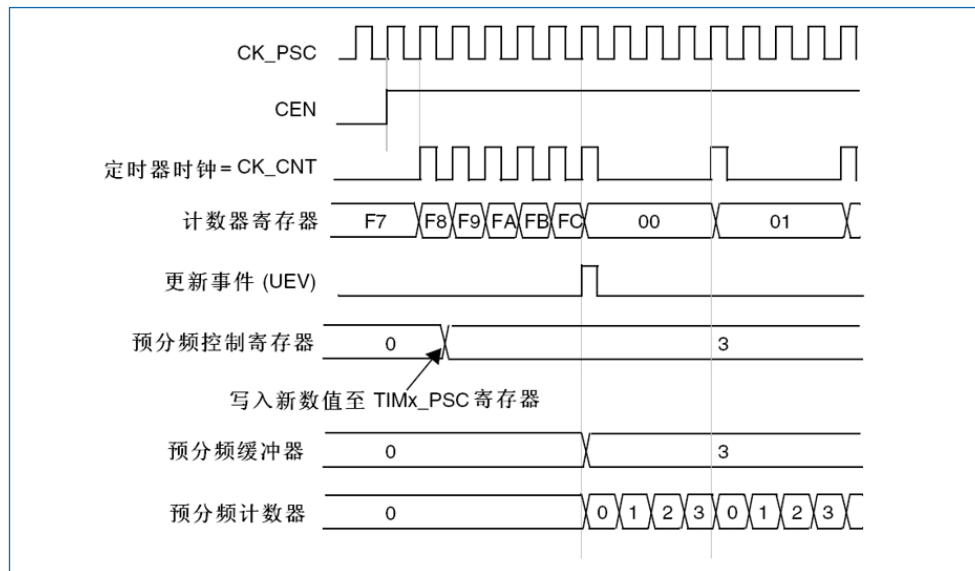 CK_PSC
CEN
定时器时钟= CK_CNT
计数器寄存器 F7 F8 F9 FA FB FC 00 01
更新事件 (UEV)
预分频控制寄存器 0 3
写入新数值至 TIMx_PSC 寄存器
预分频缓冲器 0 3
预分频计数器 0 0 1 2 3 0 1 2 3